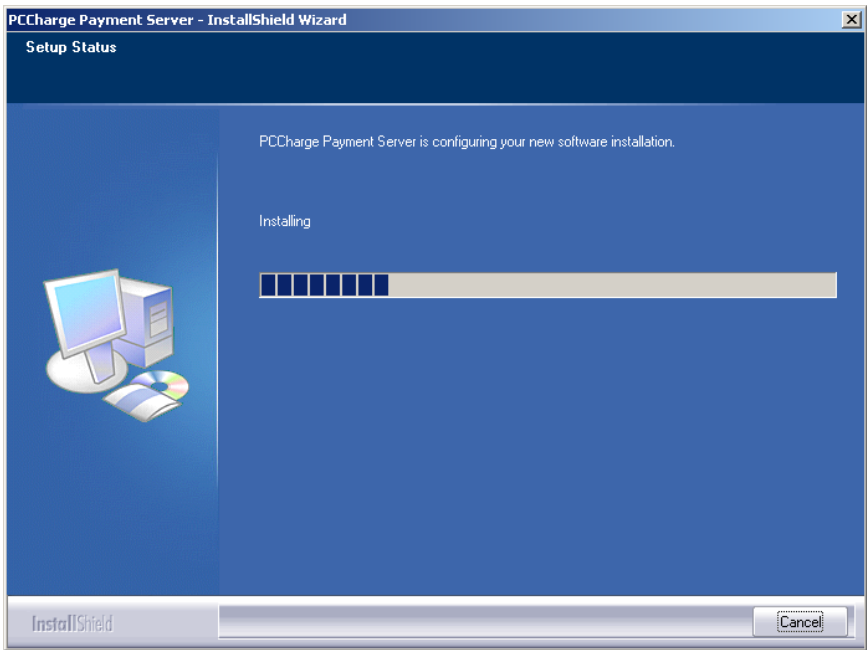 PCCharge Payment Server - InstallShield Wizard
Setup Status
PCCharge Payment Server is configuring your new software installation.
Installing
InstallShield
Cancel